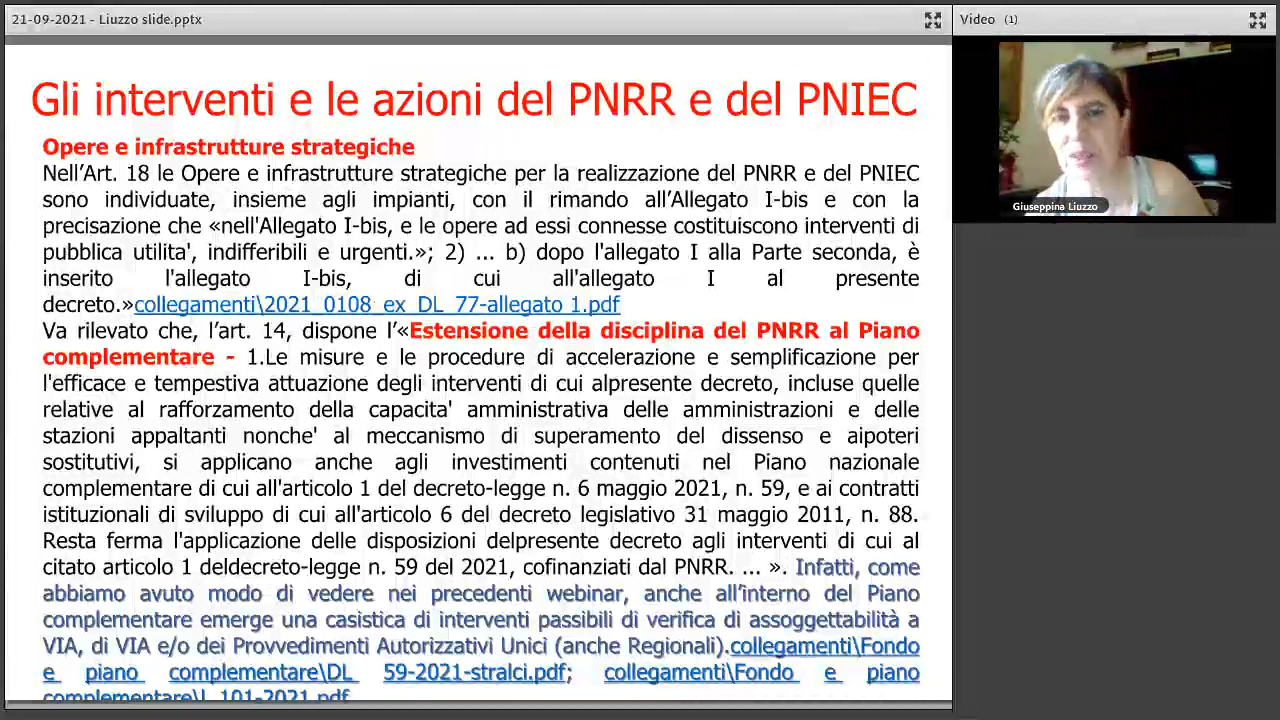 21-09-2021 - Liuzzo slide.pptx
Video (1)
Gli interventi e le azioni del PNRR e del PNIEC
Opere e infrastrutture strategiche
Nell'Art. 18 le Opere e infrastrutture strategiche per la realizzazione del PNRR e del PNIEC
sono individuate, insieme agli impianti, con il rimando all'Allegato I-bis e con la
precisazione che «nell'Allegato I-bis, e le opere ad essi connesse costituiscono interventi di
pubblica utilita', indifferibili e urgenti.»; 2) ... b) dopo l'allegato I alla Parte seconda, è
inserito l'allegato I-bis, di cui all'allegato I al presente
decreto.»collegamenti\2021_0108_ex_DL_77-allegato 1.pdf
Va rilevato che, l'art. 14, dispone l'«Estensione della disciplina del PNRR al Piano
complementare - 1.Le misure e le procedure di accelerazione e semplificazione per
l'efficace e tempestiva attuazione degli interventi di cui alpresente decreto, incluse quelle
relative al rafforzamento della capacita' amministrativa delle amministrazioni e delle
stazioni appaltanti nonche' al meccanismo di superamento del dissenso e aipoteri
sostitutivi, si applicano anche agli investimenti contenuti nel Piano nazionale
complementare di cui all'articolo 1 del decreto-legge n. 6 maggio 2021, n. 59, e ai contratti
istituzionali di sviluppo di cui all'articolo 6 del decreto legislativo 31 maggio 2011, n. 88.
Resta ferma l'applicazione delle disposizioni delpresente decreto agli interventi di cui al
citato articolo 1 deldecreto-legge n. 59 del 2021, cofinanziati dal PNRR. ... ». Infatti, come
abbiamo avuto modo di vedere nei precedenti webinar, anche all'interno del Piano
complementare emerge una casistica di interventi passibili di verifica di assoggettabilità a
VIA, di VIA e/o dei Provvedimenti Autorizzativi Unici (anche Regionali).collegamenti\Fondo
e piano complementare\DL 59-2021-stralci.pdf; collegamenti\Fondo e piano
complementare\L 101-2021.pdf
Giuseppina Liuzzo